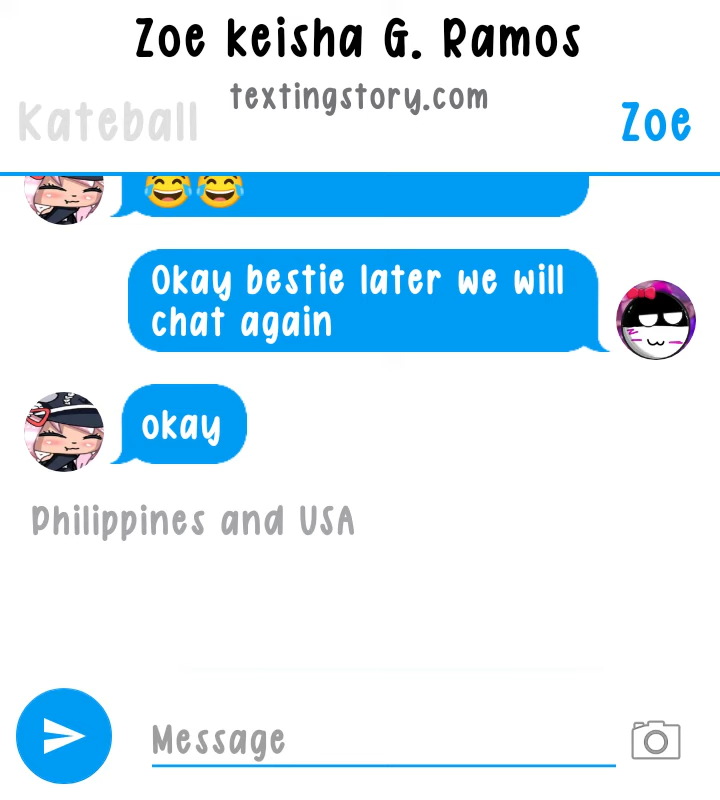 Zoe keisha G. Ramos
textingstory.com
Kateball
Zoe
😂😂
Okay bestie later we will
chat again
okay
Philippines and USA
Message